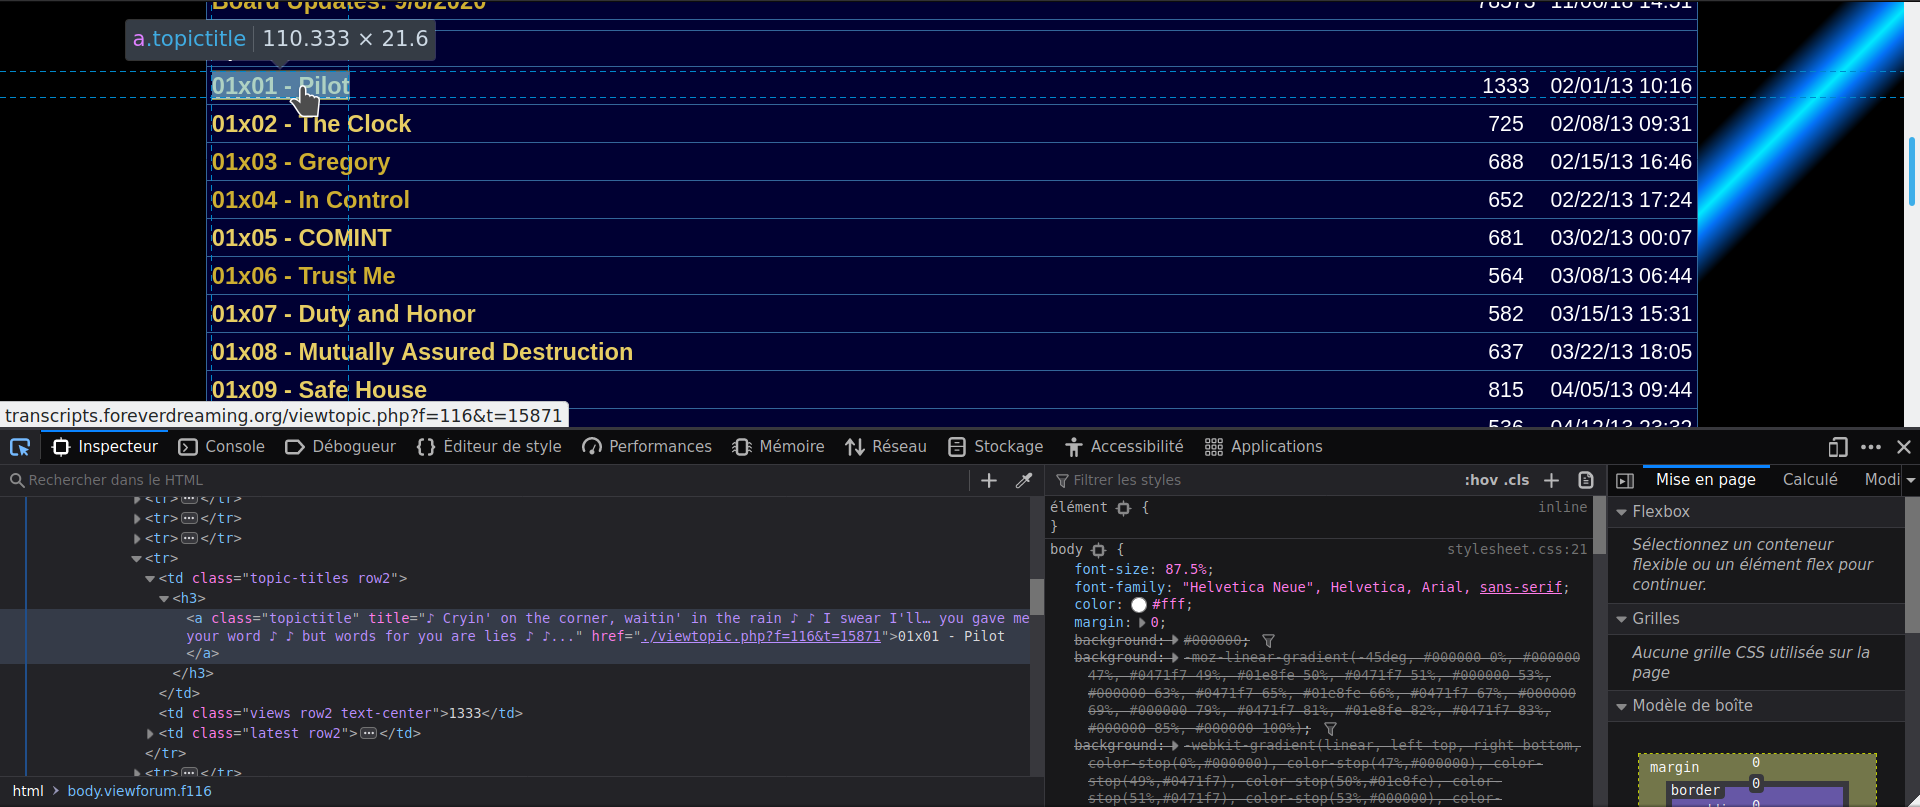 Board Updates: 9/8/2020 78573 11/06/18 14:51
a.topictitle 110.333 × 21.6
01x01 - Pilot 1333 02/01/13 10:16
01x02 - The Clock 725 02/08/13 09:31
01x03 - Gregory 688 02/15/13 16:46
01x04 - In Control 652 02/22/13 17:24
01x05 - COMINT 681 03/02/13 00:07
01x06 - Trust Me 564 03/08/13 06:44
01x07 - Duty and Honor 582 03/15/13 15:31
01x08 - Mutually Assured Destruction 637 03/22/13 18:05
01x09 - Safe House 815 04/05/13 09:44
536 04/12/13 23:32
transcripts.foreverdreaming.org/viewtopic.php?f=116&t=15871
Inspecteur Console Débogueur Éditeur de style Performances Mémoire Réseau Stockage Accessibilité Applications
Rechercher dans le HTML
<tr></tr>
<tr></tr>
<tr></tr>
<tr>
<td class="topic-titles row2">
<h3>
<a class="topictitle" title="♪ Cryin' on the corner, waitin' in the rain ♪ ♪ I swear I'll… you gave me
your word ♪ ♪ but words for you are lies ♪ ♪..." href="./viewtopic.php?f=116&t=15871">01x01 - Pilot
</a>
</h3>
</td>
<td class="views row2 text-center">1333</td>
<td class="latest row2"></td>
</tr>
<tr></tr>
html > body.viewforum.f116
Filtrer les styles :hov .cls
élément { inline
}
body { stylesheet.css:21
font-size: 87.5%;
font-family: "Helvetica Neue", Helvetica, Arial, sans-serif;
color: #fff;
margin: 0;
background: #000000;
background: -moz-linear-gradient(-45deg, #000000 0%, #000000
47%, #0471f7 49%, #01e8fe 50%, #0471f7 51%, #000000 53%,
#000000 63%, #0471f7 65%, #01e8fe 66%, #0471f7 67%, #000000
69%, #000000 79%, #0471f7 81%, #01e8fe 82%, #0471f7 83%,
#000000 85%, #000000 100%);
background: -webkit-gradient(linear, left top, right bottom,
color-stop(0%,#000000), color-stop(47%,#000000), color-
stop(49%,#0471f7), color-stop(50%,#01e8fe), color-
stop(51%,#0471f7), color-stop(53%,#000000), color-
Mise en page Calculé Modi
Flexbox
Sélectionnez un conteneur
flexible ou un élément flex pour
continuer.
Grilles
Aucune grille CSS utilisée sur la
page
Modèle de boîte
margin 0
border 0
0